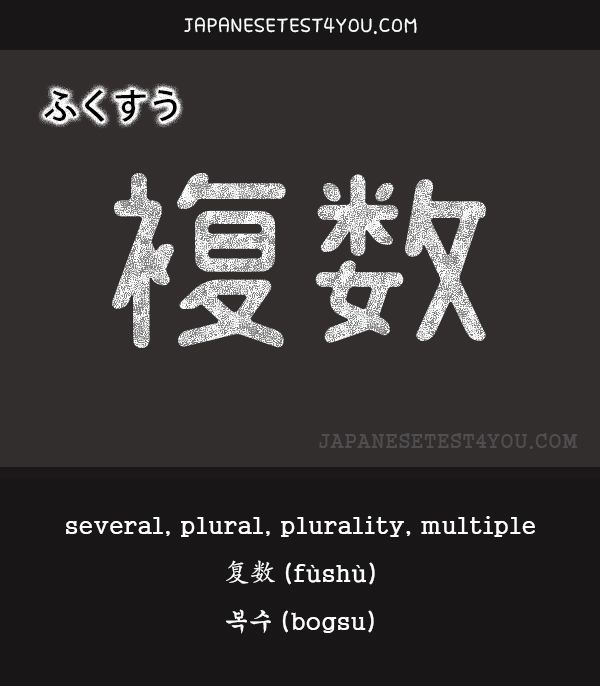 JAPANESETEST4YOU.COM
ふくすう
複数
JAPANESETEST4YOU.COM
several, plural, plurality, multiple
复数 (fùshù)
복수 (bogsu)